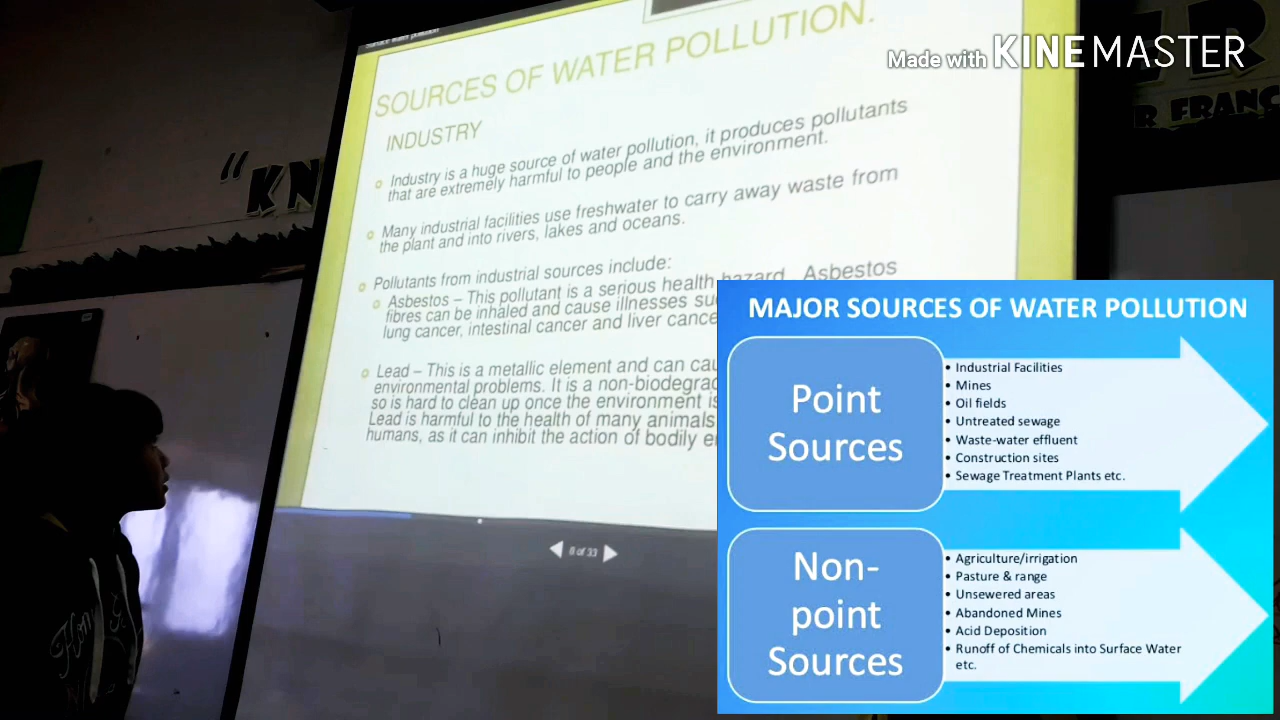 Surface water pollution
Made with KINEMASTER
SOURCES OF WATER POLLUTION.
INDUSTRY
Industry is a huge source of water pollution, it produces pollutants
that are extremely harmful to people and the environment.
Many industrial facilities use freshwater to carry away waste from
the plant and into rivers, lakes and oceans.
Pollutants from industrial sources include:
Asbestos – This pollutant is a serious health hazard. Asbestos
fibres can be inhaled and cause illnesses
lung cancer, intestinal cancer and liver
Lead – This is a metallic element and can
environmental problems. It is a
so is hard to clean up once the environment is
Lead is harmful to the health of many animals
humans, as it can inhibit the action of bodily
8 of 33
"KN
R FRANC
MAJOR SOURCES OF WATER POLLUTION
Point
Sources
• Industrial Facilities
• Mines
• Oil fields
• Untreated sewage
• Waste-water effluent
• Construction sites
• Sewage Treatment Plants etc.
Non-
point
Sources
• Agriculture/irrigation
• Pasture & range
• Unsewered areas
• Abandoned Mines
• Acid Deposition
• Runoff of Chemicals into Surface Water
etc.